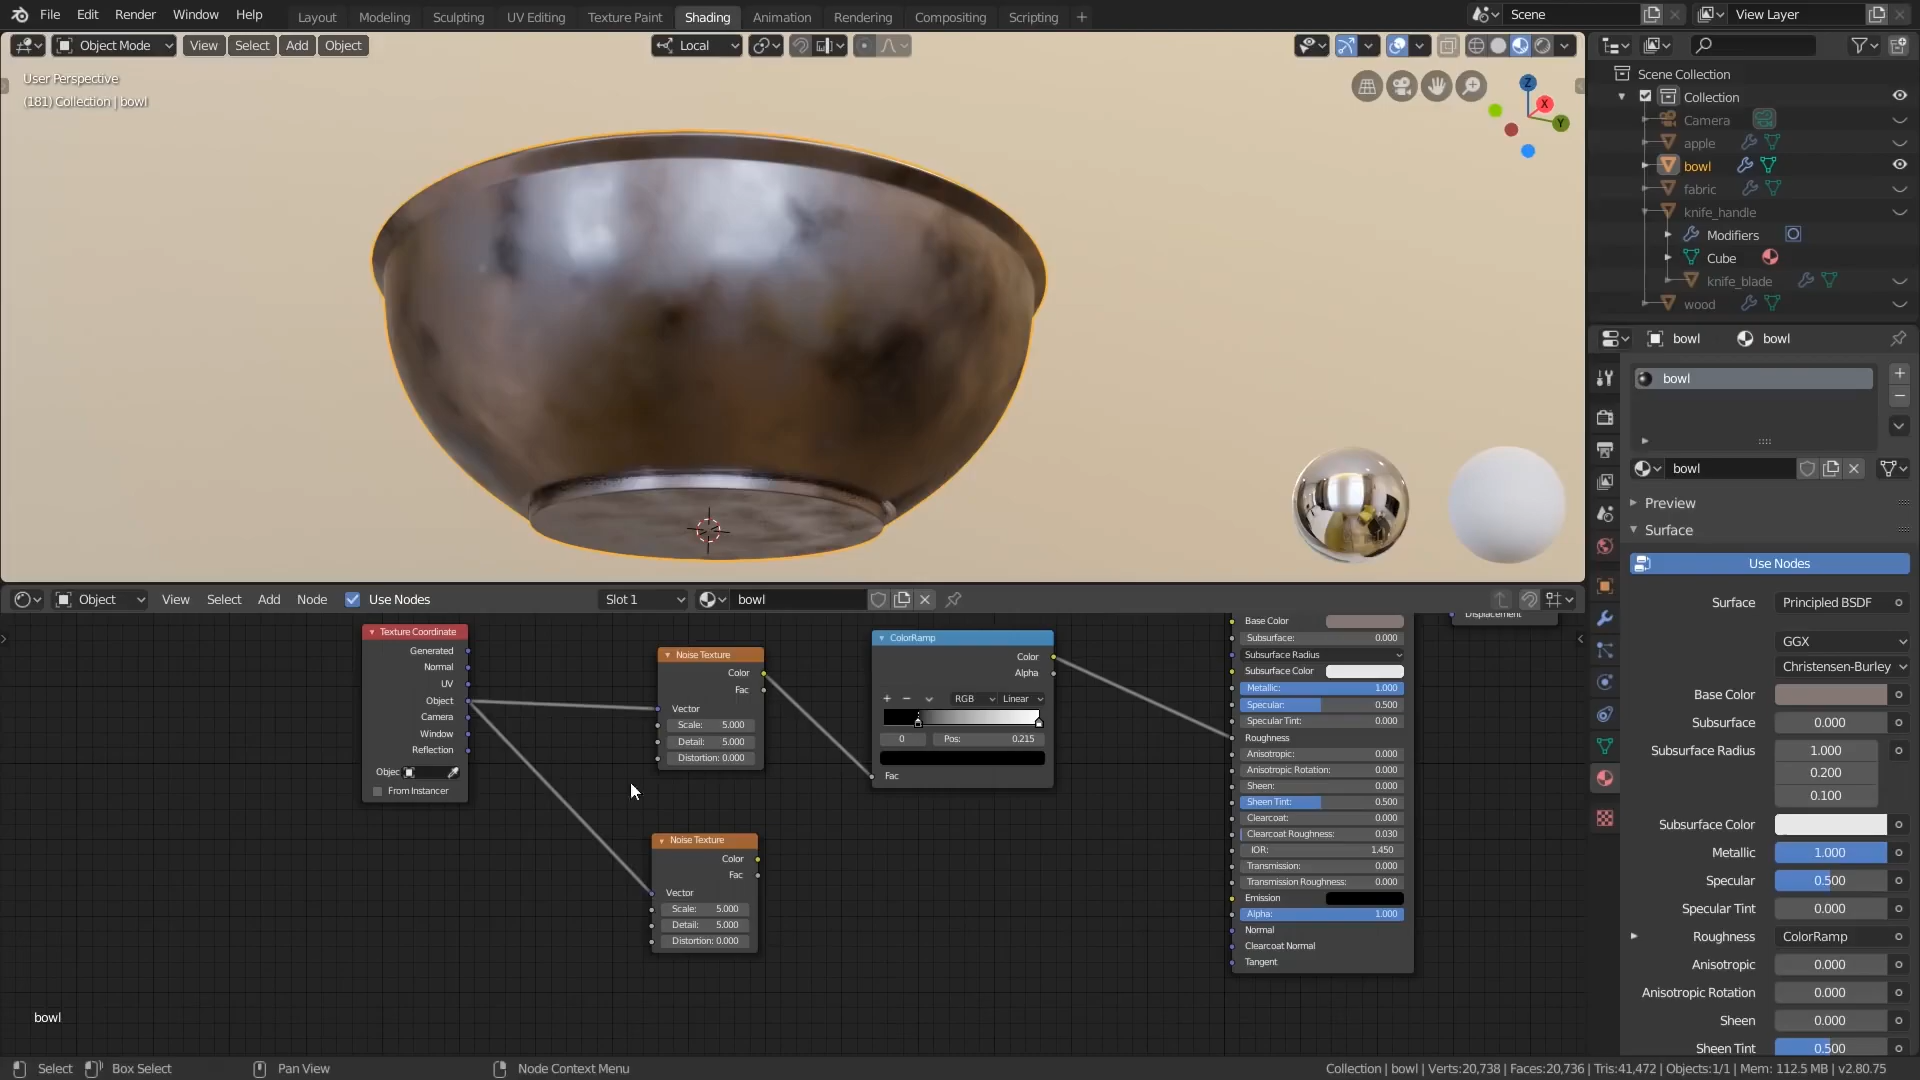 File Edit Render Window Help Layout Modeling Sculpting UV Editing Texture Paint Shading Animation Rendering Compositing Scripting + Scene View Layer
Object Mode View Select Add Object Local
User Perspective
(181) Collection | bowl
Z
X
Y
Scene Collection
Collection
Camera
apple
bowl
fabric
knife_handle
Modifiers
Cube
knife_blade
wood
bowl bowl
bowl
bowl
Preview
Surface
Use Nodes
Surface Principled BSDF
GGX
Christensen-Burley
Base Color
Subsurface 0.000
Subsurface Radius 1.000
0.200
0.100
Subsurface Color
Metallic 1.000
Specular 0.500
Specular Tint 0.000
Roughness ColorRamp
Anisotropic 0.000
Anisotropic Rotation 0.000
Sheen 0.000
Sheen Tint 0.500
Object View Select Add Node Use Nodes Slot 1 bowl
Texture Coordinate
Generated
Normal
UV
Object
Camera
Window
Reflection
Objec
From Instancer
Noise Texture
Color
Fac
Vector
Scale: 5.000
Detail: 5.000
Distortion: 0.000
Noise Texture
Color
Fac
Vector
Scale: 5.000
Detail: 5.000
Distortion: 0.000
ColorRamp
Color
Alpha
RGB Linear
0 Pos: 0.215
Fac
Base Color
Subsurface: 0.000
Subsurface Radius
Subsurface Color
Metallic: 1.000
Specular: 0.500
Specular Tint: 0.000
Roughness
Anisotropic: 0.000
Anisotropic Rotation: 0.000
Sheen: 0.000
Sheen Tint: 0.500
Clearcoat: 0.000
Clearcoat Roughness: 0.030
IOR: 1.450
Transmission: 0.000
Transmission Roughness: 0.000
Emission
Alpha: 1.000
Normal
Clearcoat Normal
Tangent
Displacement
bowl
Select Box Select Pan View Node Context Menu Collection | bowl | Verts:20,738 | Faces:20,736 | Tris:41,472 | Objects:1/1 | Mem: 112.5 MB | v2.80.75